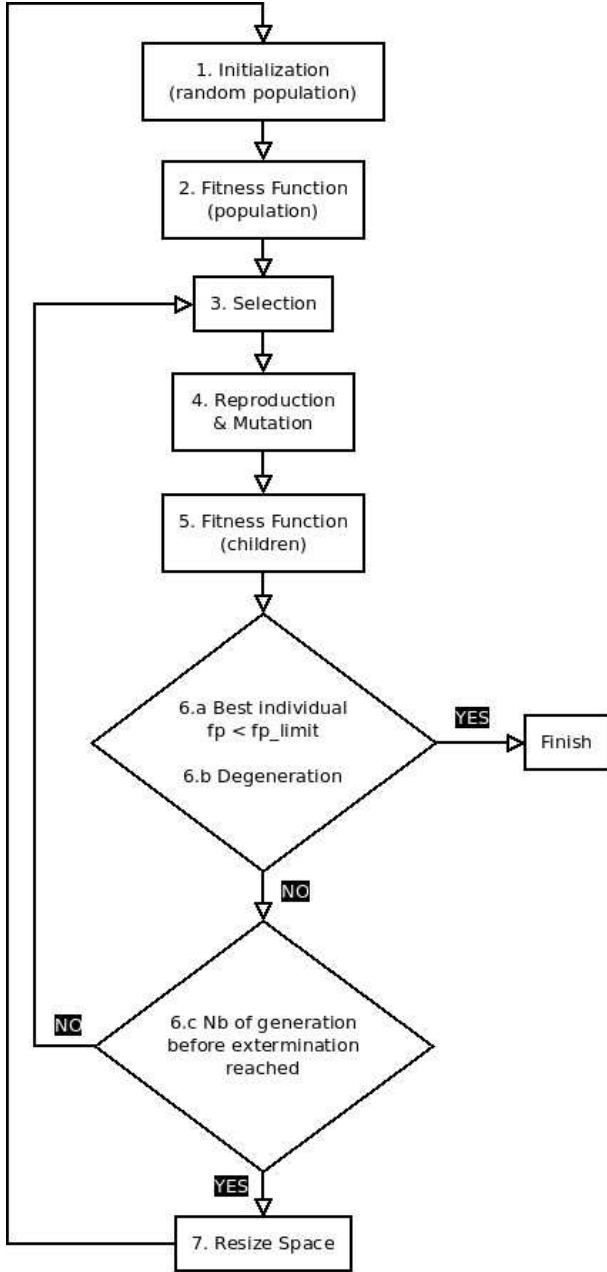 1. Initialization
(random population)
2. Fitness Function
(population)
3. Selection
4. Reproduction
& Mutation
5. Fitness Function
(children)
6.a Best individual
fp < fp_limit
6.b Degeneration
YES
Finish
NO
6.c Nb of generation
before extermination
reached
NO
YES
7. Resize Space